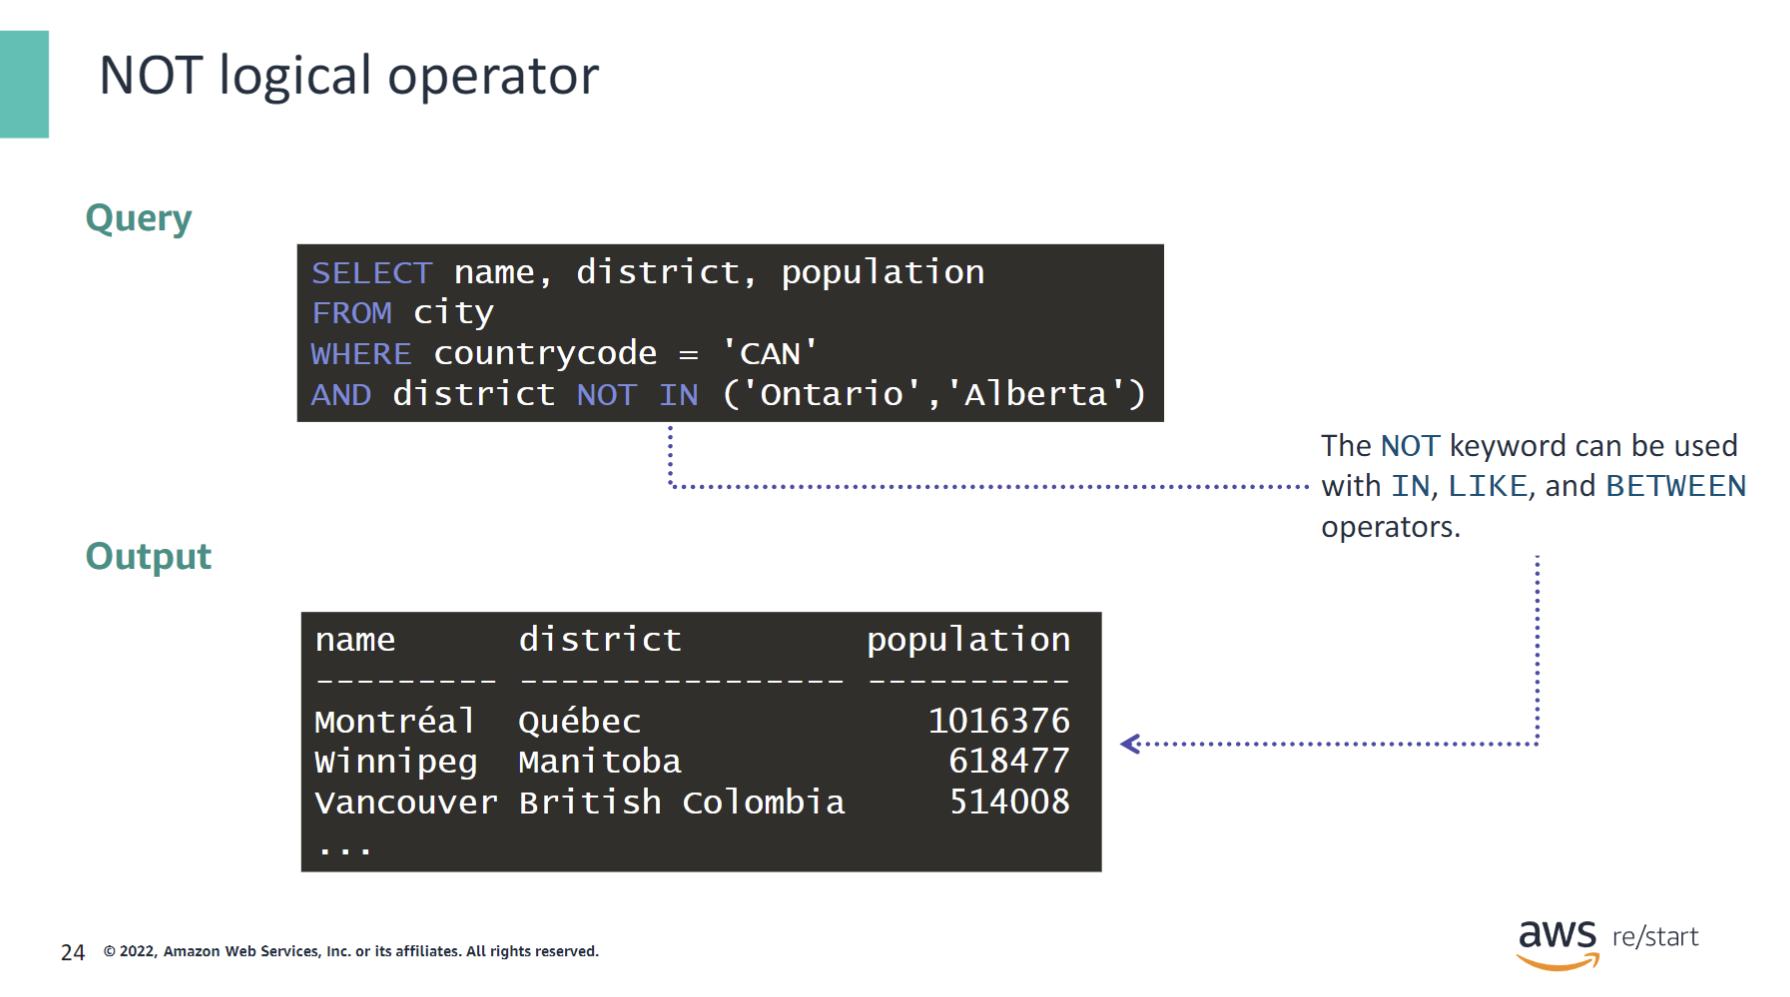 NOT logical operator
Query
SELECT name, district, population
FROM city
WHERE countrycode = 'CAN'
AND district NOT IN ('Ontario','Alberta')
The NOT keyword can be used
with IN, LIKE, and BETWEEN
operators.
Output
name district population
--------- ---------------- ----------
Montréal Québec 1016376
Winnipeg Manitoba 618477
Vancouver British Colombia 514008
...
24 © 2022, Amazon Web Services, Inc. or its affiliates. All rights reserved.
aws re/start